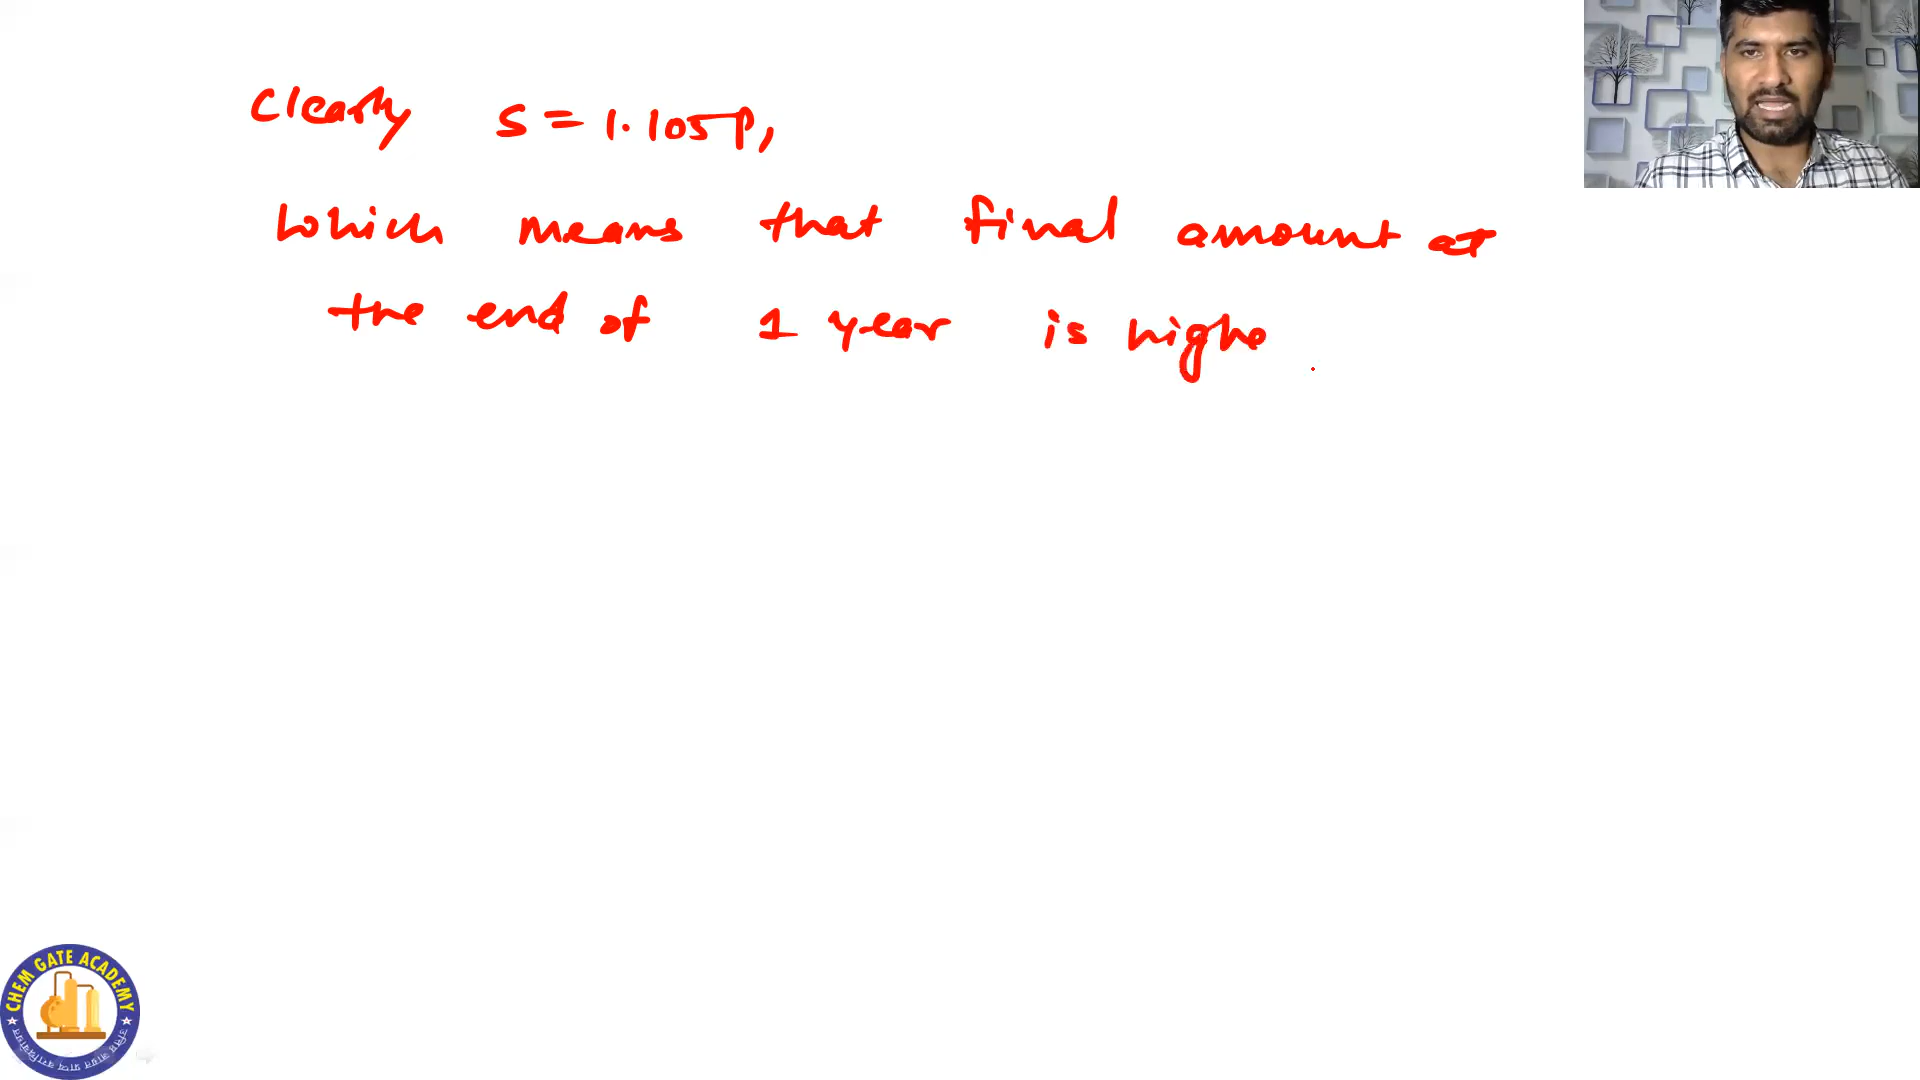 clearly S = 1.105P,
which means that final amount at
the end of 1 year is highe
CHEM GATE ACADEMY